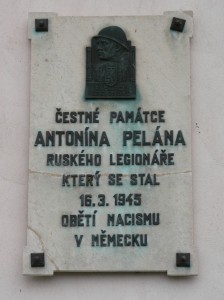 ČESTNÉ PAMÁTCE
ANTONÍNA PELÁNA
RUSKÉHO LEGIONÁŘE
KTERÝ SE STAL
16.3.1945
OBĚTÍ NACISMU
V NĚMECKU